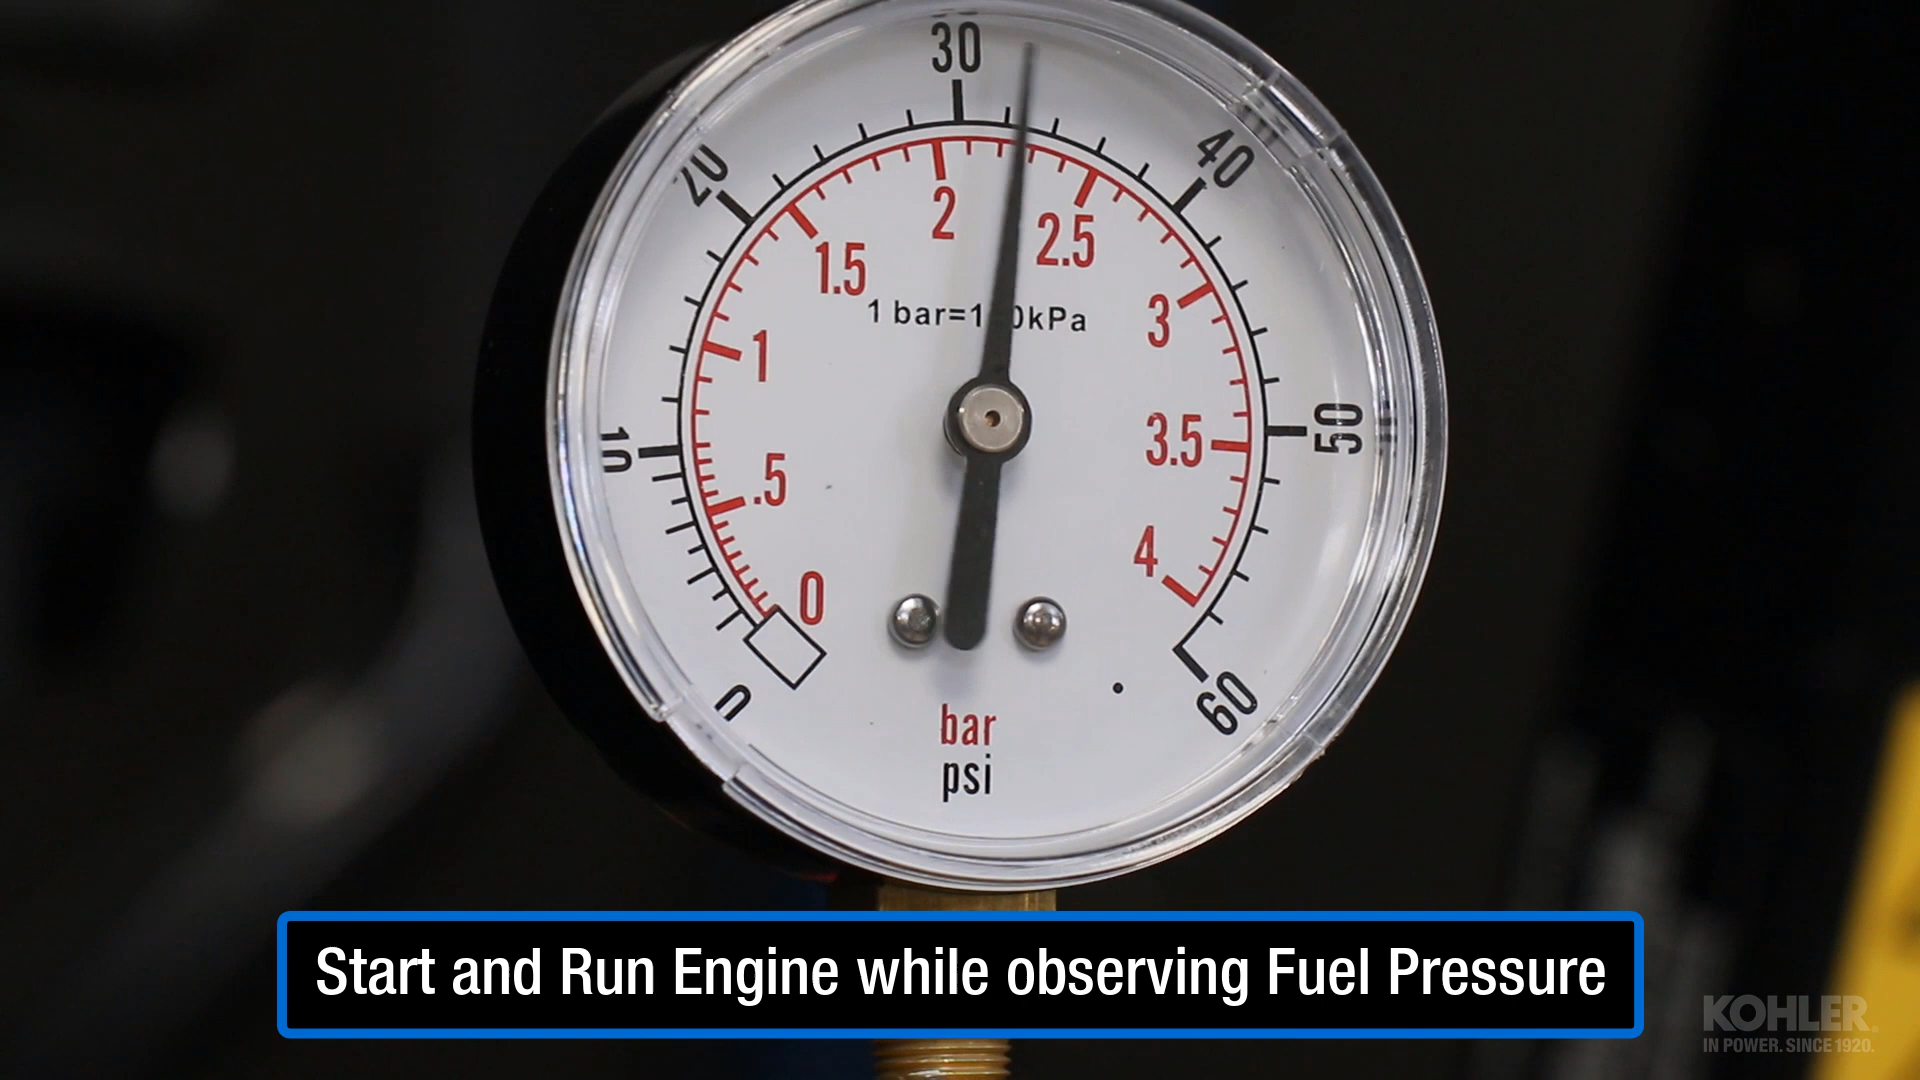 30
20
40
2
2.5
1.5
1 bar=1 0kPa
3
1
50
3.5
10
.5
4
0
0
60
bar
psi
Start and Run Engine while observing Fuel Pressure
KOHLER
IN POWER. SINCE 1920.